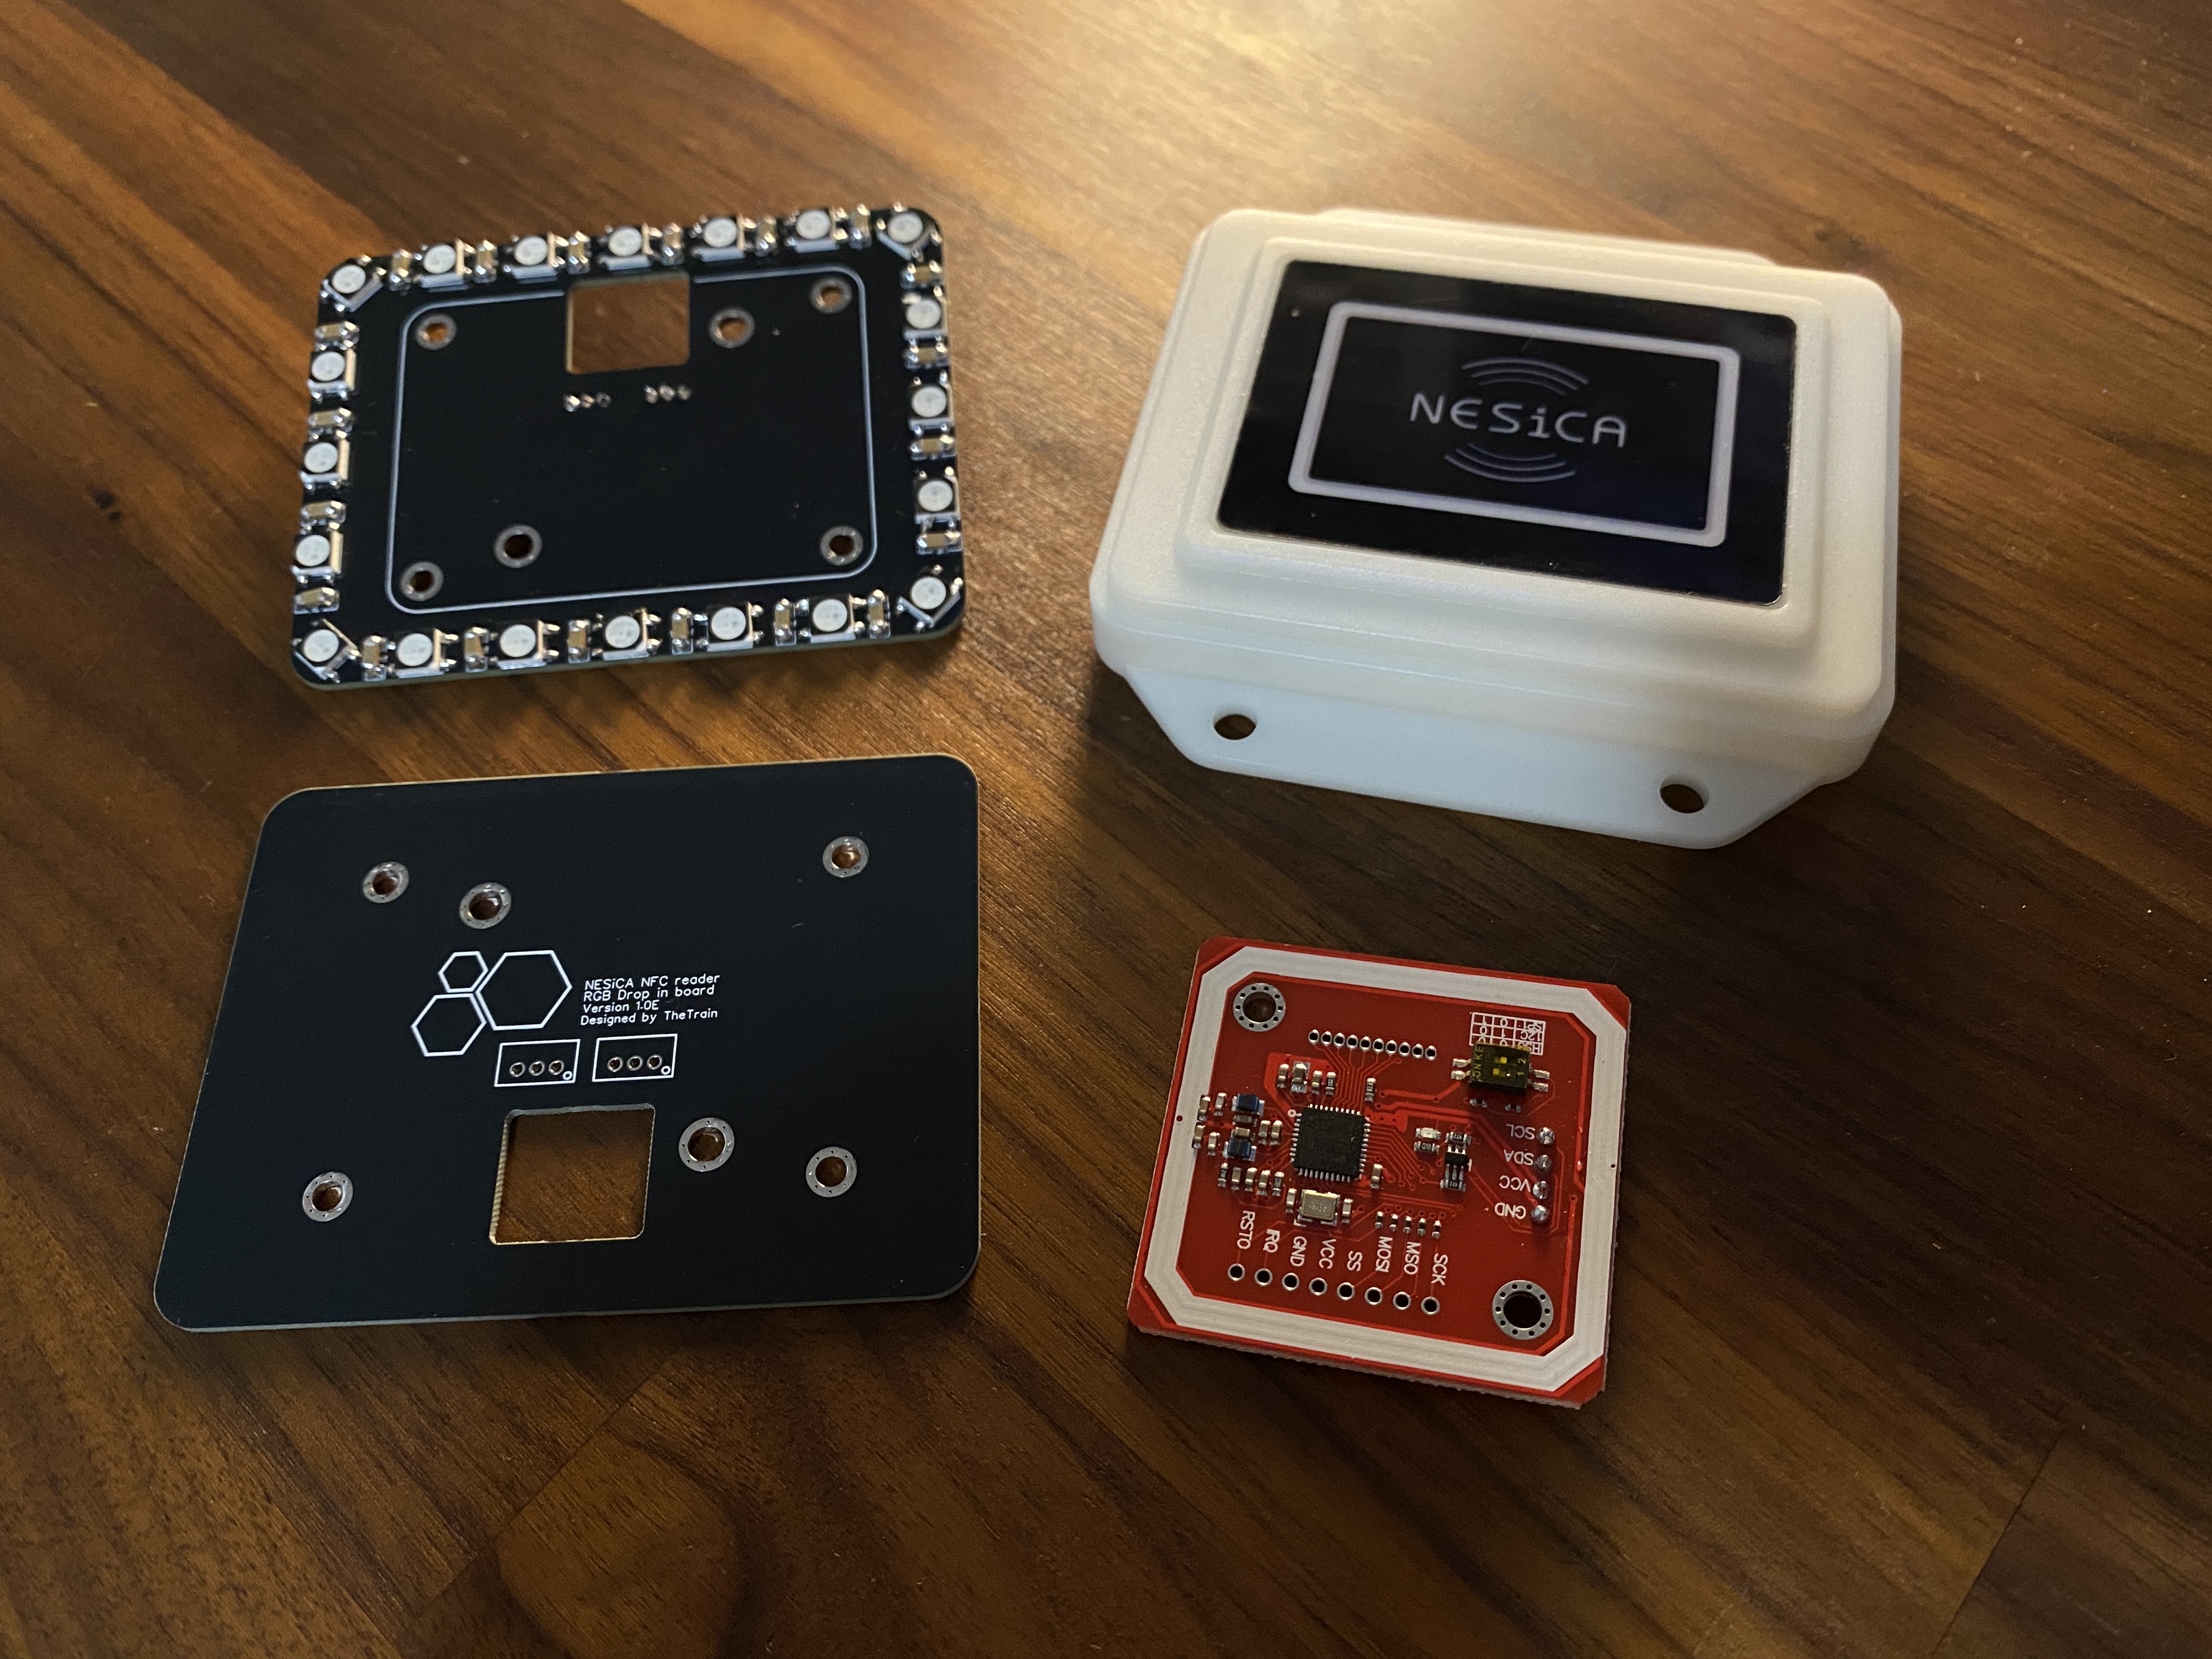 NESiCA
NESiCA NFC reader
RGB Drop in board
Version 1.0E
Designed by TheTrain
SCL
SDA
VCC
GND
RSTO
IRQ
GND
VCC
SS
MOSI
MSO
SCK